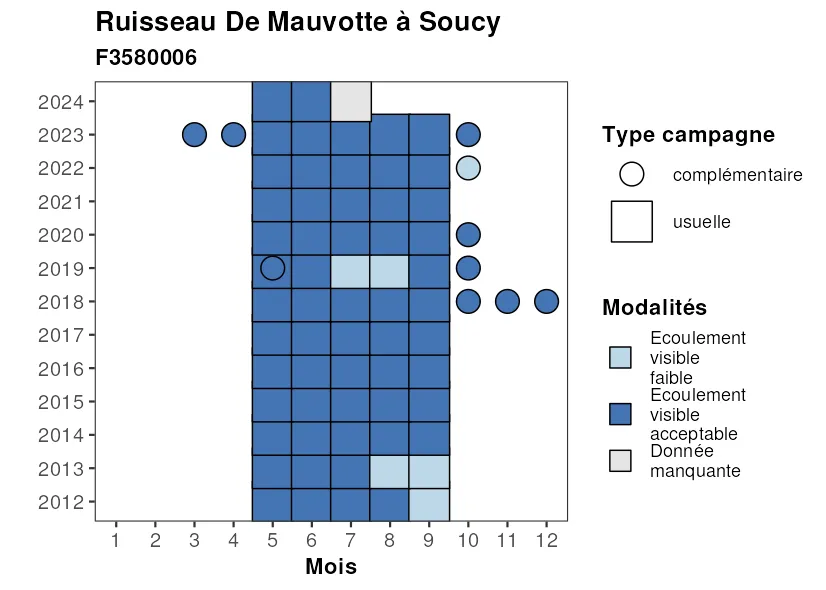 Ruisseau De Mauvotte à Soucy
F3580006
2024
2023
2022
2021
2020
2019
2018
2017
2016
2015
2014
2013
2012
1 2 3 4 5 6 7 8 9 10 11 12
Mois
Type campagne
complémentaire
usuelle
Modalités
Ecoulement
visible
faible
Ecoulement
visible
acceptable
Donnée
manquante